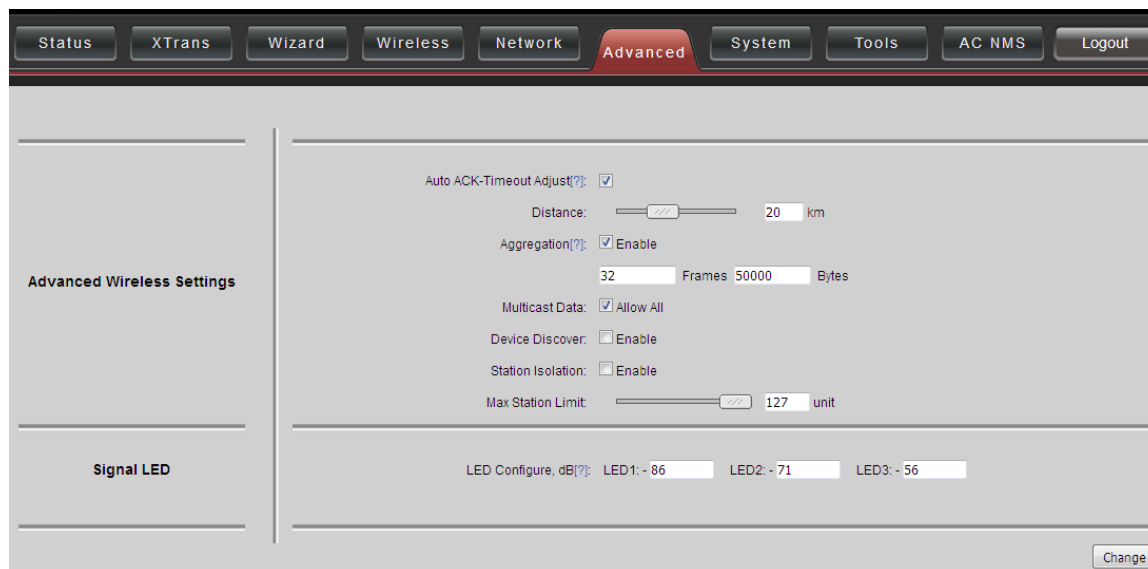 Status XTrans Wizard Wireless Network Advanced System Tools AC NMS Logout
Advanced Wireless Settings
Auto ACK-Timeout Adjust[?]:
Distance: 20 km
Aggregation[?]: Enable
32 Frames 50000 Bytes
Multicast Data: Allow All
Device Discover: Enable
Station Isolation: Enable
Max Station Limit: 127 unit
Signal LED
LED Configure, dB[?]: LED1: - 86 LED2: - 71 LED3: - 56
Change